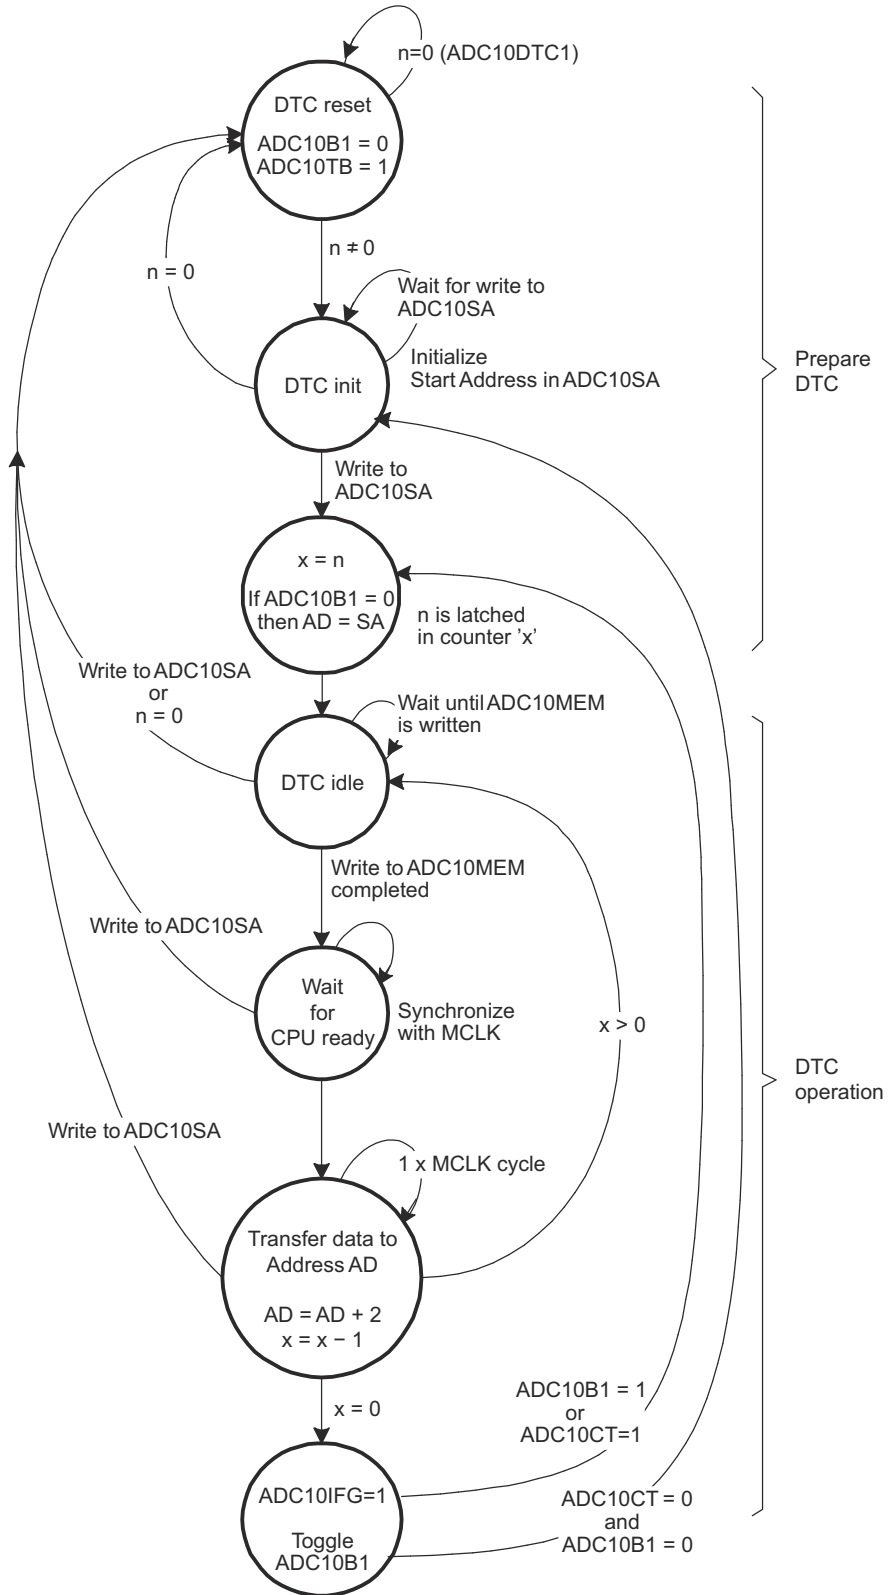 n=0 (ADC10DTC1)
DTC reset
ADC10B1 = 0
ADC10TB = 1
n ≠ 0
n = 0
Wait for write to
ADC10SA
Initialize
Start Address in ADC10SA
DTC init
Prepare
DTC
Write to
ADC10SA
x = n
If ADC10B1 = 0
then AD = SA
n is latched
in counter ’x’
Write to ADC10SA
or
n = 0
Wait until ADC10MEM
is written
DTC idle
Write to ADC10MEM
completed
Write to ADC10SA
Wait
for
CPU ready
Synchronize
with MCLK
x > 0
DTC
operation
Write to ADC10SA
1 x MCLK cycle
Transfer data to
Address AD
AD = AD + 2
x = x − 1
x = 0
ADC10B1 = 1
or
ADC10CT=1
ADC10IFG=1
Toggle
ADC10B1
ADC10CT = 0
and
ADC10B1 = 0